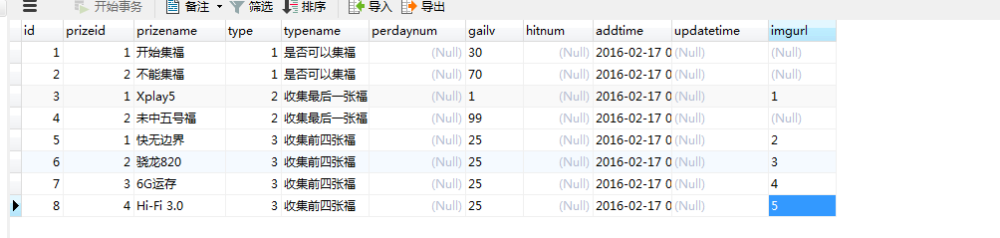 开始事务 备注 筛选 排序 导入 导出
id prizeid prizename type typename perdaynum gailv hitnum addtime updatetime imgurl
1 1 开始集福 1 是否可以集福 (Null) 30 (Null) 2016-02-17 0 (Null) (Null)
2 2 不能集福 1 是否可以集福 (Null) 70 (Null) 2016-02-17 0 (Null) (Null)
3 1 Xplay5 2 收集最后一张福 (Null) 1 (Null) 2016-02-17 0 (Null) 1
4 2 未中五号福 2 收集最后一张福 (Null) 99 (Null) 2016-02-17 0 (Null) (Null)
5 1 快无边界 3 收集前四张福 (Null) 25 (Null) 2016-02-17 0 (Null) 2
6 2 骁龙820 3 收集前四张福 (Null) 25 (Null) 2016-02-17 0 (Null) 3
7 3 6G运存 3 收集前四张福 (Null) 25 (Null) 2016-02-17 0 (Null) 4
8 4 Hi-Fi 3.0 3 收集前四张福 (Null) 25 (Null) 2016-02-17 0 (Null) 5